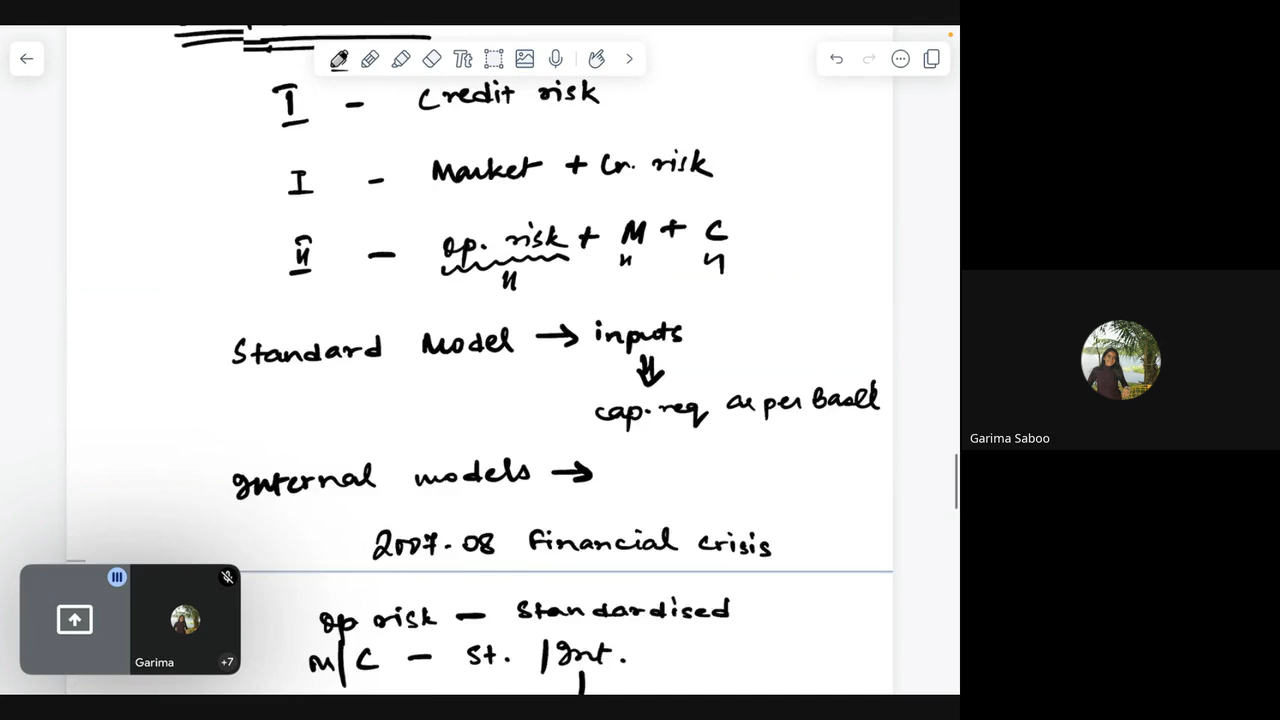 I - Credit risk
I - Market + Cr. risk
II - op. risk + M + C
Standard Model → inputs
cap. req as per Basel
Internal models →
2007-08 Financial crisis
op risk - Standardised
M/C - St. / Int.
Garima Saboo
Garima
+7
Tt